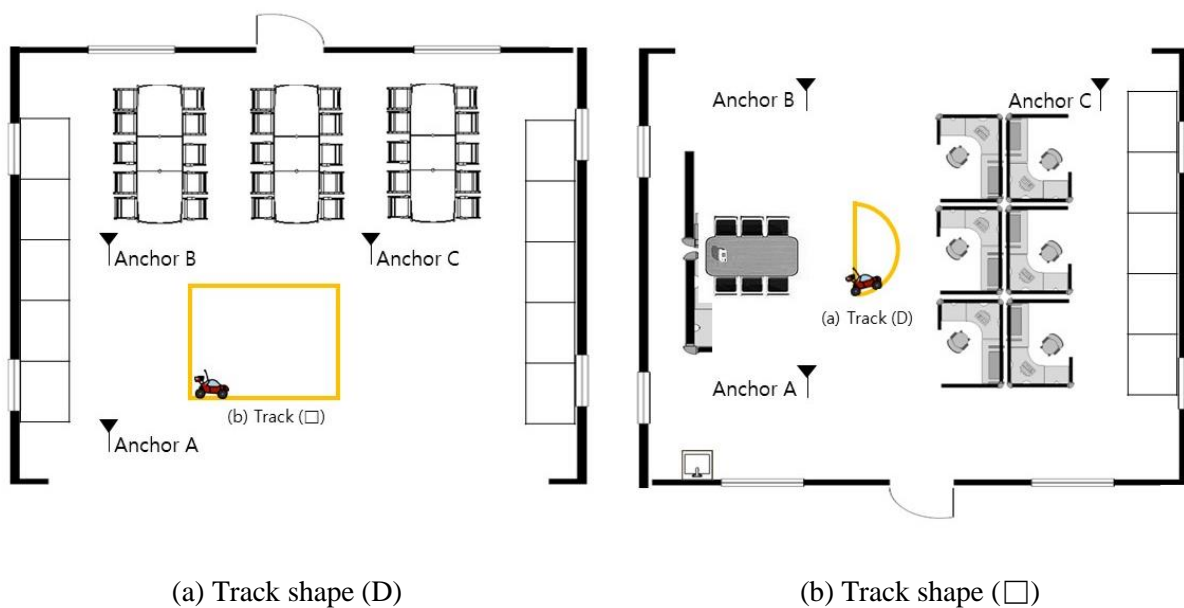 Anchor B
Anchor C
(b) Track (□)
Anchor A
Anchor B
Anchor C
(a) Track (D)
Anchor A
(a) Track shape (D)
(b) Track shape (□)